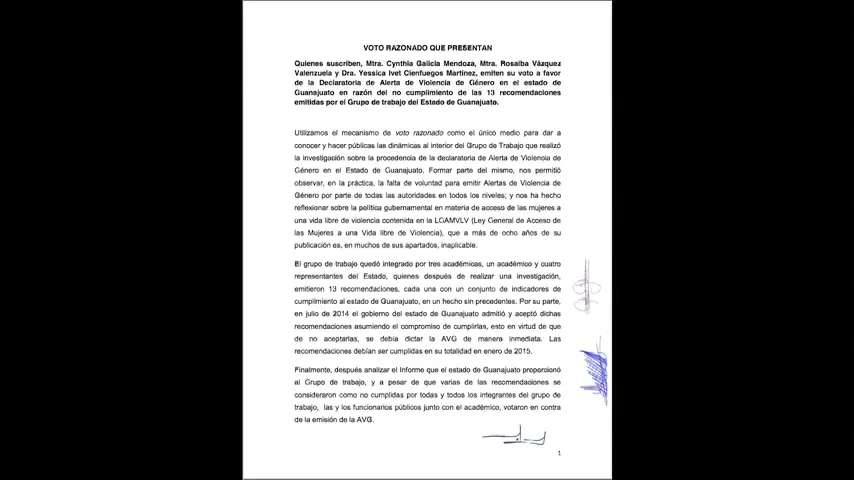 VOTO RAZONADO QUE PRESENTAN
Quienes suscriben, Mtra. Cynthia Galicia Mendoza, Mtra. Rosalba Vázquez
Valenzuela y Dra. Yessica Ivet Cienfuegos Martínez, emiten su voto a favor
de la Declaratoria de Alerta de Violencia de Género en el estado de
Guanajuato en razón del no cumplimiento de las 13 recomendaciones
emitidas por el Grupo de trabajo del Estado de Guanajuato.
Utilizamos el mecanismo de voto razonado como el único medio para dar a
conocer y hacer públicas las dinámicas al interior del Grupo de Trabajo que realizó
la investigación sobre la procedencia de la declaratoria de Alerta de Violencia de
Género en el Estado de Guanajuato. Formar parte del mismo, nos permitió
observar, en la práctica, la falta de voluntad para emitir Alertas de Violencia de
Género por parte de todas las autoridades en todos los niveles; y nos ha hecho
reflexionar sobre la política gubernamental en materia de acceso de las mujeres a
una vida libre de violencia contenida en la LGAMVLV (Ley General de Acceso de
las Mujeres a una Vida libre de Violencia), que a más de ocho años de su
publicación es, en muchos de sus apartados, inaplicable.
El grupo de trabajo quedó integrado por tres académicas, un académico y cuatro
representantes del Estado, quienes después de realizar una investigación,
emitieron 13 recomendaciones, cada una con un conjunto de indicadores de
cumplimiento al estado de Guanajuato, en un hecho sin precedentes. Por su parte,
en julio de 2014 el gobierno del estado de Guanajuato admitió y aceptó dichas
recomendaciones asumiendo el compromiso de cumplirlas, esto en virtud de que
de no aceptarlas, se debía dictar la AVG de manera inmediata. Las
recomendaciones debían ser cumplidas en su totalidad en enero de 2015.
Finalmente, después analizar el Informe que el estado de Guanajuato proporcionó
al Grupo de trabajo, y a pesar de que varias de las recomendaciones se
consideraron como no cumplidas por todas y todos los integrantes del grupo de
trabajo, las y los funcionarios públicos junto con el académico, votaron en contra
de la emisión de la AVG.
1